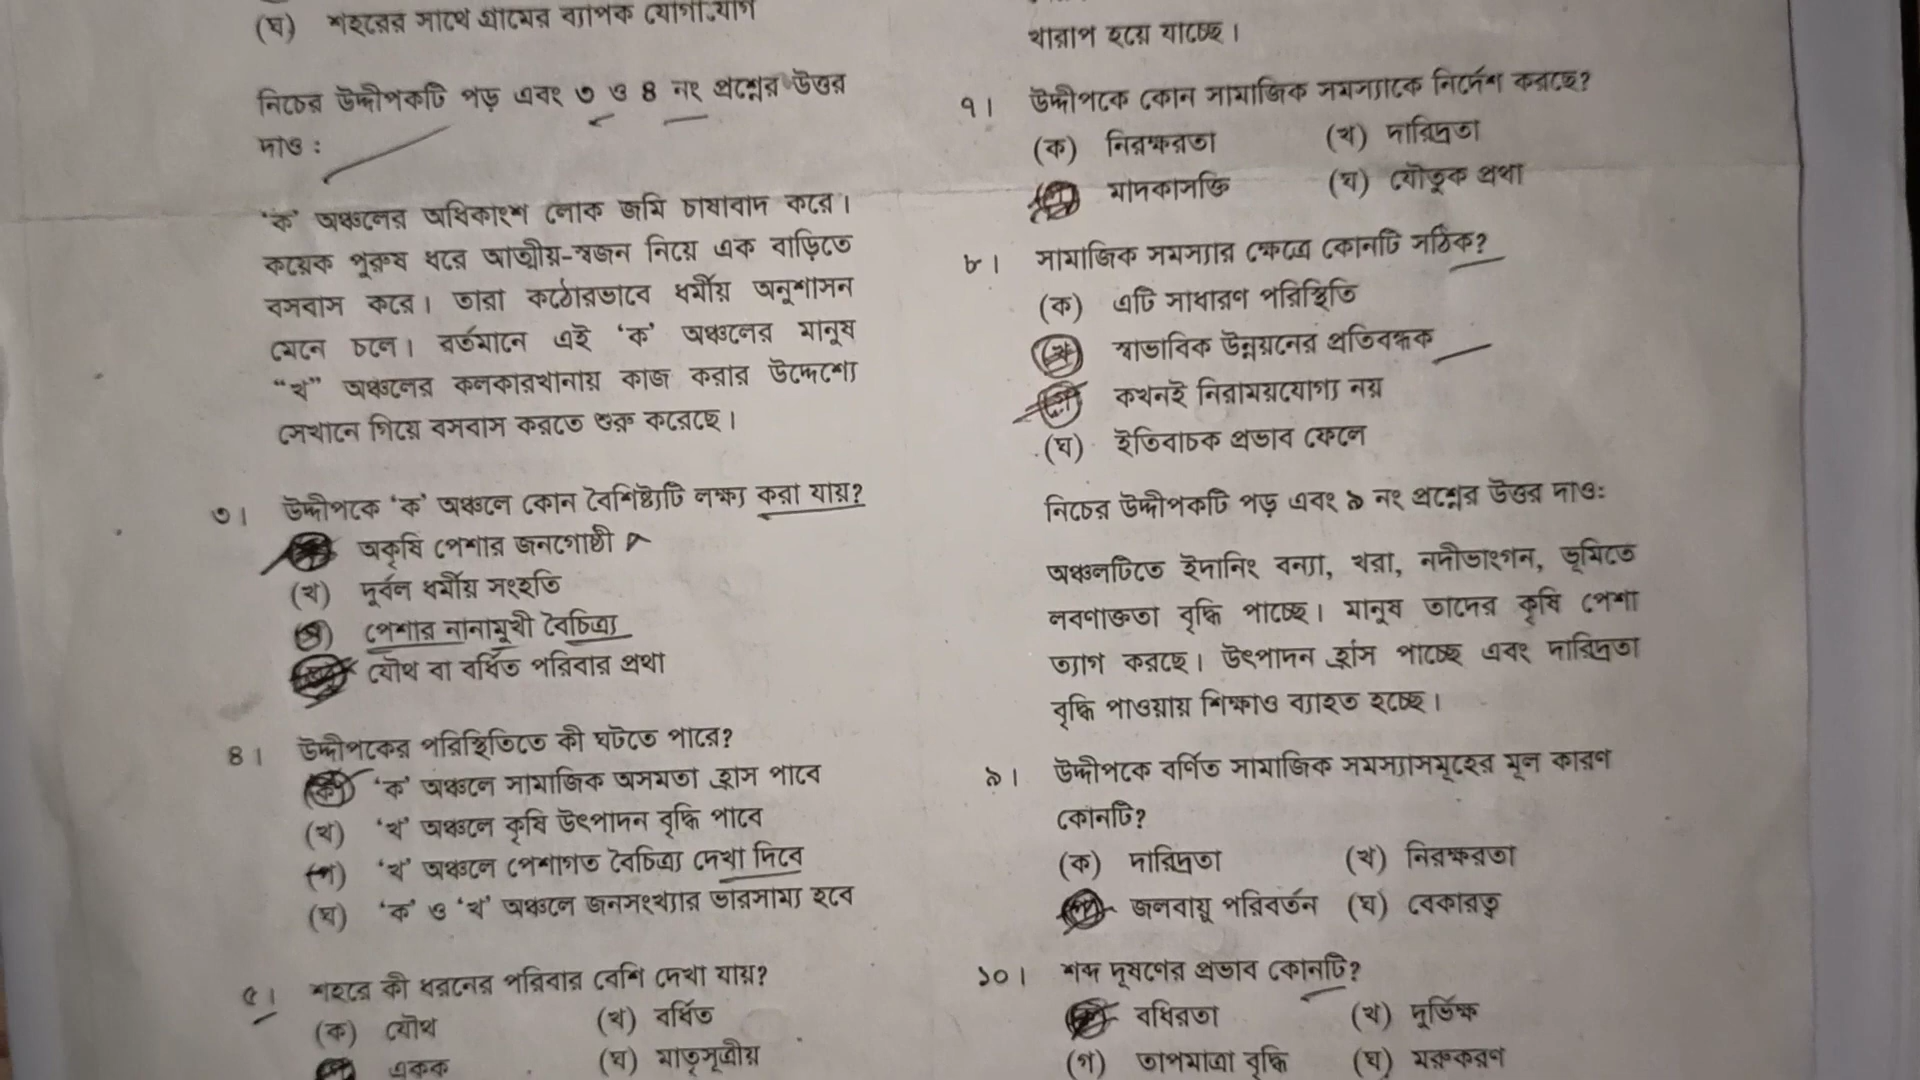 (ঘ) শহরের সাথে গ্রামের ব্যাপক যোগাযোগ
নিচের উদ্দীপকটি পড় এবং ৩ ও ৪ নং প্রশ্নের উত্তর
দাও :
'ক' অঞ্চলের অধিকাংশ লোক জমি চাষাবাদ করে।
কয়েক পুরুষ ধরে আত্মীয়-স্বজন নিয়ে এক বাড়িতে
বসবাস করে। তারা কঠোরভাবে ধর্মীয় অনুশাসন
মেনে চলে। বর্তমানে এই 'ক' অঞ্চলের মানুষ
"খ" অঞ্চলের কলকারখানায় কাজ করার উদ্দেশ্যে
সেখানে গিয়ে বসবাস করতে শুরু করেছে।
৩। উদ্দীপকে 'ক' অঞ্চলে কোন বৈশিষ্ট্যটি লক্ষ্য করা যায়?
অকৃষি পেশার জনগোষ্ঠী
(খ) দুর্বল ধর্মীয় সংহতি
(গ) পেশার নানামুখী বৈচিত্র্য
যৌথ বা বর্ধিত পরিবার প্রথা
৪। উদ্দীপকের পরিস্থিতিতে কী ঘটতে পারে?
(ক) 'ক' অঞ্চলে সামাজিক অসমতা হ্রাস পাবে
(খ) 'খ' অঞ্চলে কৃষি উৎপাদন বৃদ্ধি পাবে
(গ) 'খ' অঞ্চলে পেশাগত বৈচিত্র্য দেখা দিবে
(ঘ) 'ক' ও 'খ' অঞ্চলে জনসংখ্যার ভারসাম্য হবে
৫। শহরে কী ধরনের পরিবার বেশি দেখা যায়?
(ক) যৌথ (খ) বর্ধিত
একক (ঘ) মাতৃসূত্রীয়
খারাপ হয়ে যাচ্ছে।
৭। উদ্দীপকে কোন সামাজিক সমস্যাকে নির্দেশ করছে?
(ক) নিরক্ষরতা (খ) দারিদ্রতা
মাদকাসক্তি (ঘ) যৌতুক প্রথা
৮। সামাজিক সমস্যার ক্ষেত্রে কোনটি সঠিক?
(ক) এটি সাধারণ পরিস্থিতি
(খ) স্বাভাবিক উন্নয়নের প্রতিবন্ধক
(গ) কখনই নিরাময়যোগ্য নয়
(ঘ) ইতিবাচক প্রভাব ফেলে
নিচের উদ্দীপকটি পড় এবং ৯ নং প্রশ্নের উত্তর দাও:
অঞ্চলটিতে ইদানিং বন্যা, খরা, নদীভাংগন, ভূমিতে
লবণাক্ততা বৃদ্ধি পাচ্ছে। মানুষ তাদের কৃষি পেশা
ত্যাগ করছে। উৎপাদন হ্রাস পাচ্ছে এবং দারিদ্রতা
বৃদ্ধি পাওয়ায় শিক্ষাও ব্যাহত হচ্ছে।
৯। উদ্দীপকে বর্ণিত সামাজিক সমস্যাসমূহের মূল কারণ
কোনটি?
(ক) দারিদ্রতা (খ) নিরক্ষরতা
জলবায়ু পরিবর্তন (ঘ) বেকারত্ব
১০। শব্দ দূষণের প্রভাব কোনটি?
বধিরতা (খ) দুর্ভিক্ষ
(গ) তাপমাত্রা বৃদ্ধি (ঘ) মরুকরণ